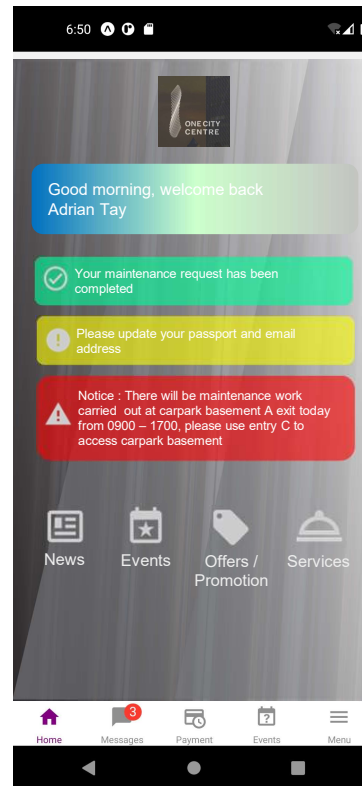 6:50
ONE CITY
CENTRE
Good morning, welcome back
Adrian Tay
Your maintenance request has been
completed
Please update your passport and email
address
Notice : There will be maintenance work
carried out at carpark basement A exit today
from 0900 – 1700, please use entry C to
access carpark basement
News Events Offers / Services
Promotion
3
Home Messages Payment Events Menu